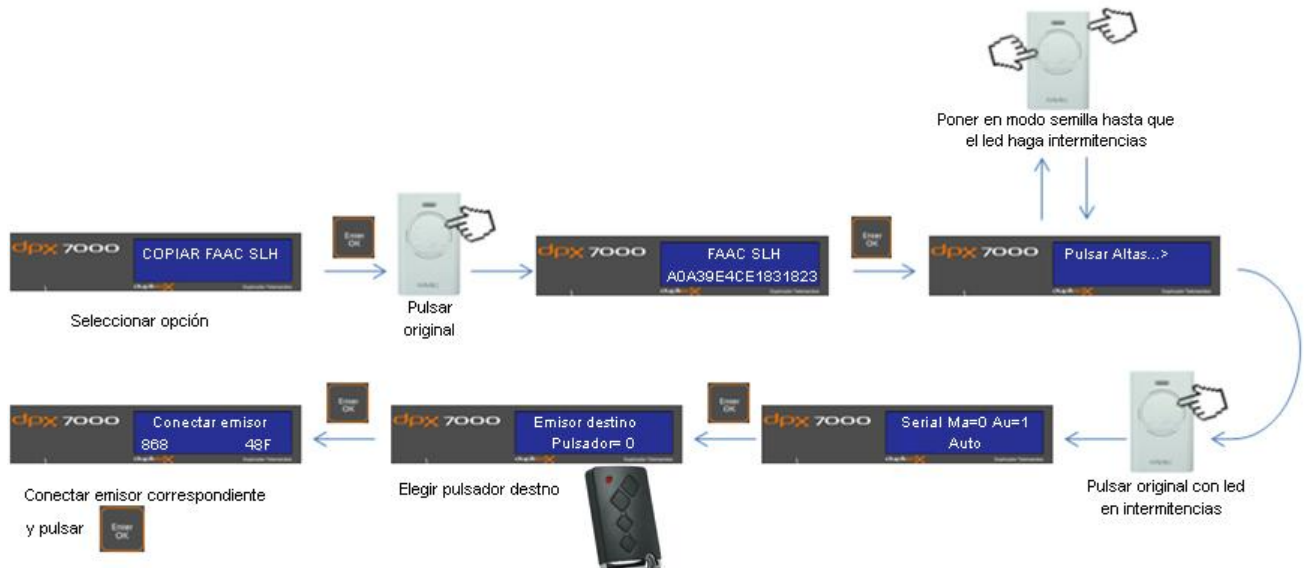 Poner en modo semilla hasta que
el led haga intermitencias
dpx 7000
COPIAR FAAC SLH
Enter
OK
dpx 7000
FAAC SLH
A0A39E4CE1831823
Enter
OK
dpx 7000
Pulsar Altas...>
Seleccionar opción
Pulsar
original
dpx 7000
Conectar emisor
868 48F
Enter
OK
dpx 7000
Emisor destino
Pulsador= 0
Enter
OK
dpx 7000
Serial Ma=0 Au=1
Auto
Conectar emisor correspondiente
y pulsar
Enter
OK
Elegir pulsador destno
Pulsar original con led
en intermitencias